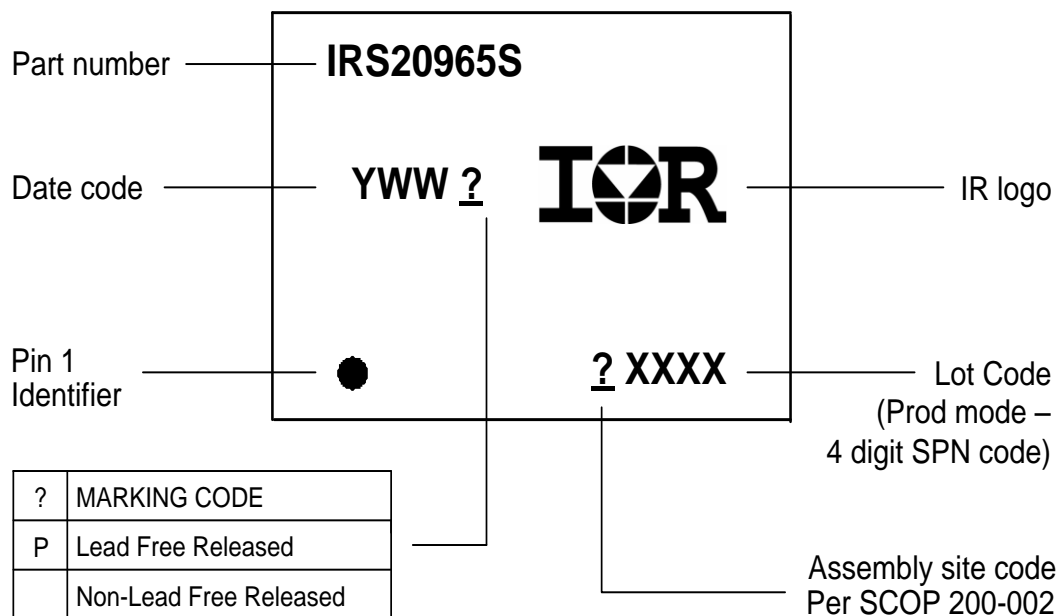 Part number
IRS20965S
Date code
YWW ?
IOR
IR logo
Pin 1
Identifier
? XXXX
Lot Code
(Prod mode –
4 digit SPN code)
? MARKING CODE
P Lead Free Released
Non-Lead Free Released
Assembly site code
Per SCOP 200-002